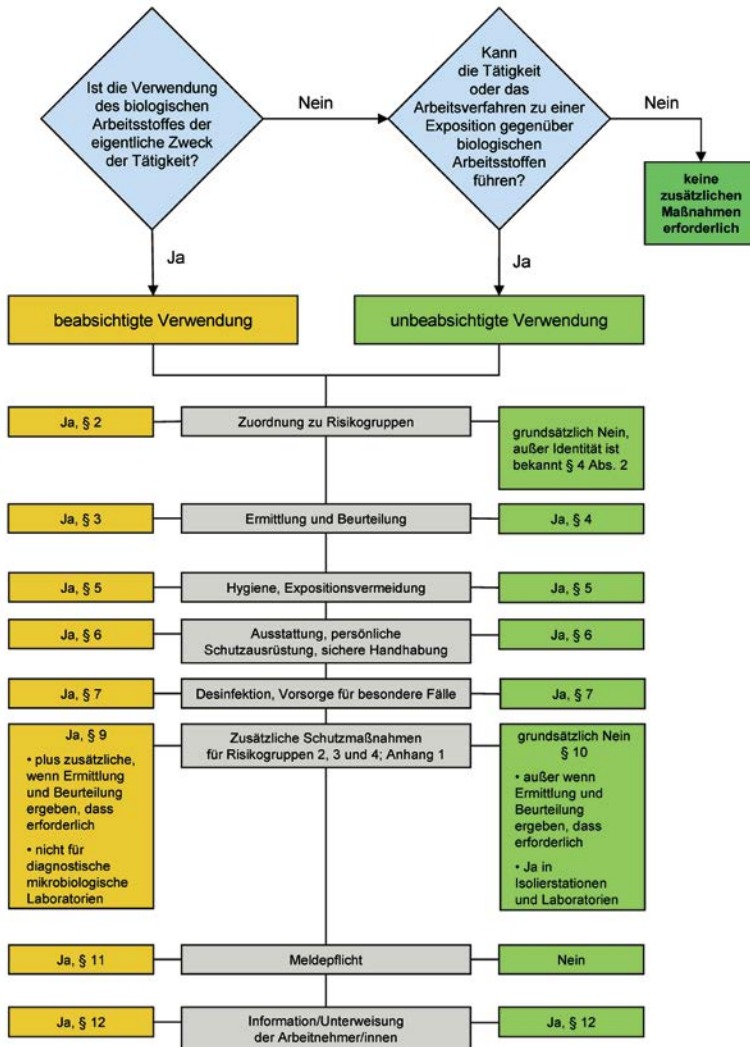 Ist die Verwendung
des biologischen
Arbeitsstoffes der
eigentliche Zweck
der Tätigkeit?
Nein
Kann
die Tätigkeit
oder das
Arbeitsverfahren zu einer
Exposition gegenüber
biologischen
Arbeitsstoffen
führen?
Nein
keine
zusätzlichen
Maßnahmen
erforderlich
Ja
Ja
beabsichtigte Verwendung
unbeabsichtigte Verwendung
Ja, § 2
Zuordnung zu Risikogruppen
grundsätzlich Nein,
außer Identität ist
bekannt § 4 Abs. 2
Ja, § 3
Ermittlung und Beurteilung
Ja, § 4
Ja, § 5
Hygiene, Expositionsvermeidung
Ja, § 5
Ja, § 6
Ausstattung, persönliche
Schutzausrüstung, sichere Handhabung
Ja, § 6
Ja, § 7
Desinfektion, Vorsorge für besondere Fälle
Ja, § 7
Ja, § 9
• plus zusätzliche,
wenn Ermittlung
und Beurteilung
ergeben, dass
erforderlich
• nicht für
diagnostische
mikrobiologische
Laboratorien
Zusätzliche Schutzmaßnahmen
für Risikogruppen 2, 3 und 4; Anhang 1
grundsätzlich Nein
§ 10
• außer wenn
Ermittlung und
Beurteilung
ergeben, dass
erforderlich
• Ja in
Isolierstationen
und Laboratorien
Ja, § 11
Meldepflicht
Nein
Ja, § 12
Information/Unterweisung
der Arbeitnehmer/innen
Ja, § 12